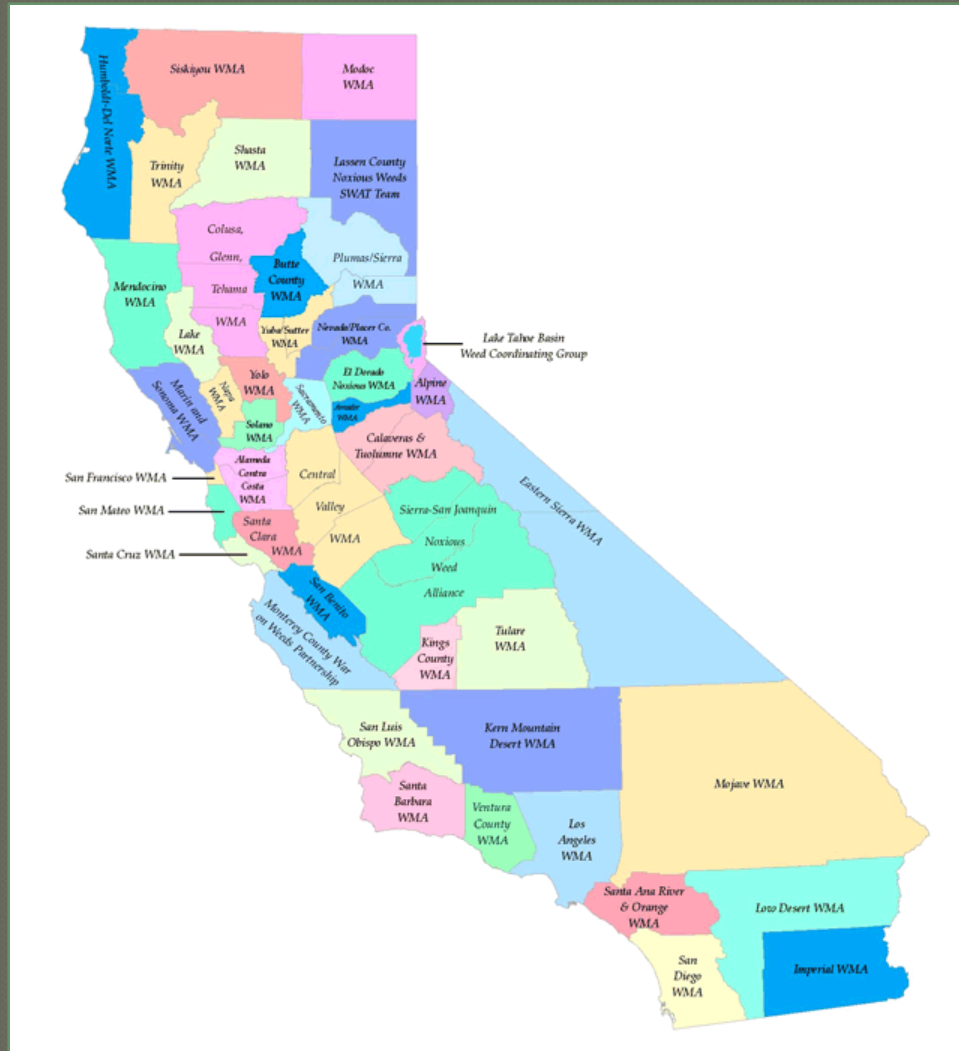 Humboldt-Del Norte WMA
Siskiyou WMA
Modoc
WMA
Trinity
WMA
Shasta
WMA
Lassen County
Noxious Weeds
SWAT Team
Colusa,
Glenn,
Tehama
WMA
Butte
County
WMA
Plumas/Sierra
WMA
Mendocino
WMA
Lake
WMA
Yuba/Sutter
WMA
Nevada/Placer Co.
WMA
Lake Tahoe Basin
Weed Coordinating Group
Yolo
WMA
Napa
WMA
Sacramento
WMA
El Dorado
Noxious WMA
Alpine
WMA
Amador
WMA
Marin and
Sonoma WMA
Solano
WMA
Calaveras &
Tuolumne WMA
Alameda
Contra
Costa
WMA
San Francisco WMA
Central
Valley
WMA
San Mateo WMA
Santa
Clara
WMA
Sierra-San Joanquin
Noxious
Weed
Alliance
Eastern Sierra WMA
Santa Cruz WMA
San Benito
WMA
Monterey County War
on Weeds Partnership
Kings
County
WMA
Tulare
WMA
San Luis
Obispo WMA
Kern Mountain
Desert WMA
Mojave WMA
Santa
Barbara
WMA
Ventura
County
WMA
Los
Angeles
WMA
Santa Ana River
& Orange
WMA
Low Desert WMA
San
Diego
WMA
Imperial WMA